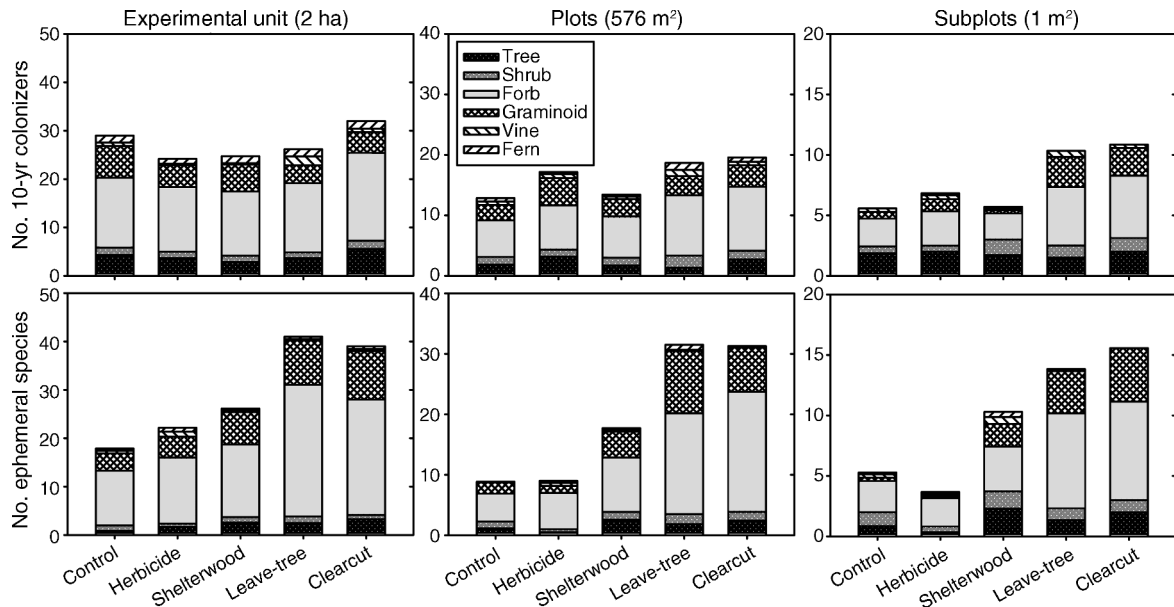 Experimental unit (2 ha)
Plots (576 m²)
Subplots (1 m²)
No. 10-yr colonizers
50
40
30
20
10
0
40
30
20
10
0
Tree
Shrub
Forb
Graminoid
Vine
Fern
20
15
10
5
0
No. ephemeral species
50
40
30
20
10
0
40
30
20
10
0
20
15
10
5
0
Control
Herbicide
Shelterwood
Leave-tree
Clearcut
Control
Herbicide
Shelterwood
Leave-tree
Clearcut
Control
Herbicide
Shelterwood
Leave-tree
Clearcut